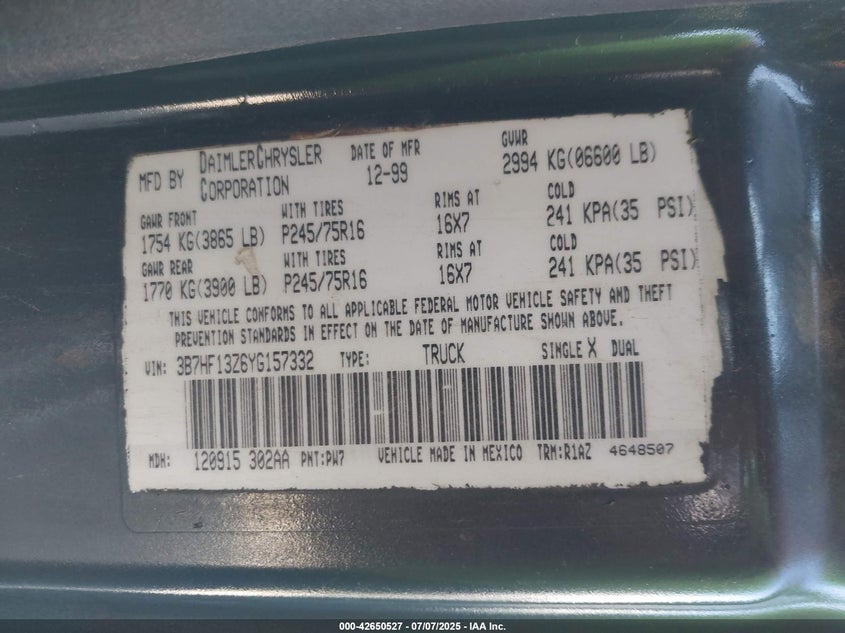 MFD BY DAIMLERCHRYSLER CORPORATION DATE OF MFR 12-99 GVWR 2994 KG(06600 LB)
GAWR FRONT WITH TIRES RIMS AT COLD
1754 KG(3865 LB) P245/75R16 16X7 241 KPA(35 PSI)
GAWR REAR WITH TIRES RIMS AT COLD
1770 KG(3900 LB) P245/75R16 16X7 241 KPA(35 PSI)
THIS VEHICLE CONFORMS TO ALL APPLICABLE FEDERAL MOTOR VEHICLE SAFETY AND THEFT
PREVENTION STANDARDS IN EFFECT ON THE DATE OF MANUFACTURE SHOWN ABOVE.
VIN: 3B7HF13Z6YG157332 TYPE: TRUCK SINGLE X DUAL
MDH: 120915 302AA PNT:PW7 VEHICLE MADE IN MEXICO TRM:R1AZ 4648507
000-42650527 - 07/07/2025 - IAA Inc.